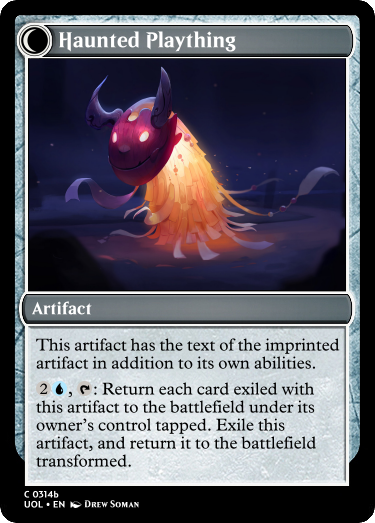 Haunted Plaything
Artifact
This artifact has the text of the imprinted
artifact in addition to its own abilities.
2, : Return each card exiled with
this artifact to the battlefield under its
owner's control tapped. Exile this
artifact, and return it to the battlefield
transformed.
C 0314b
UOL • EN Drew Soman